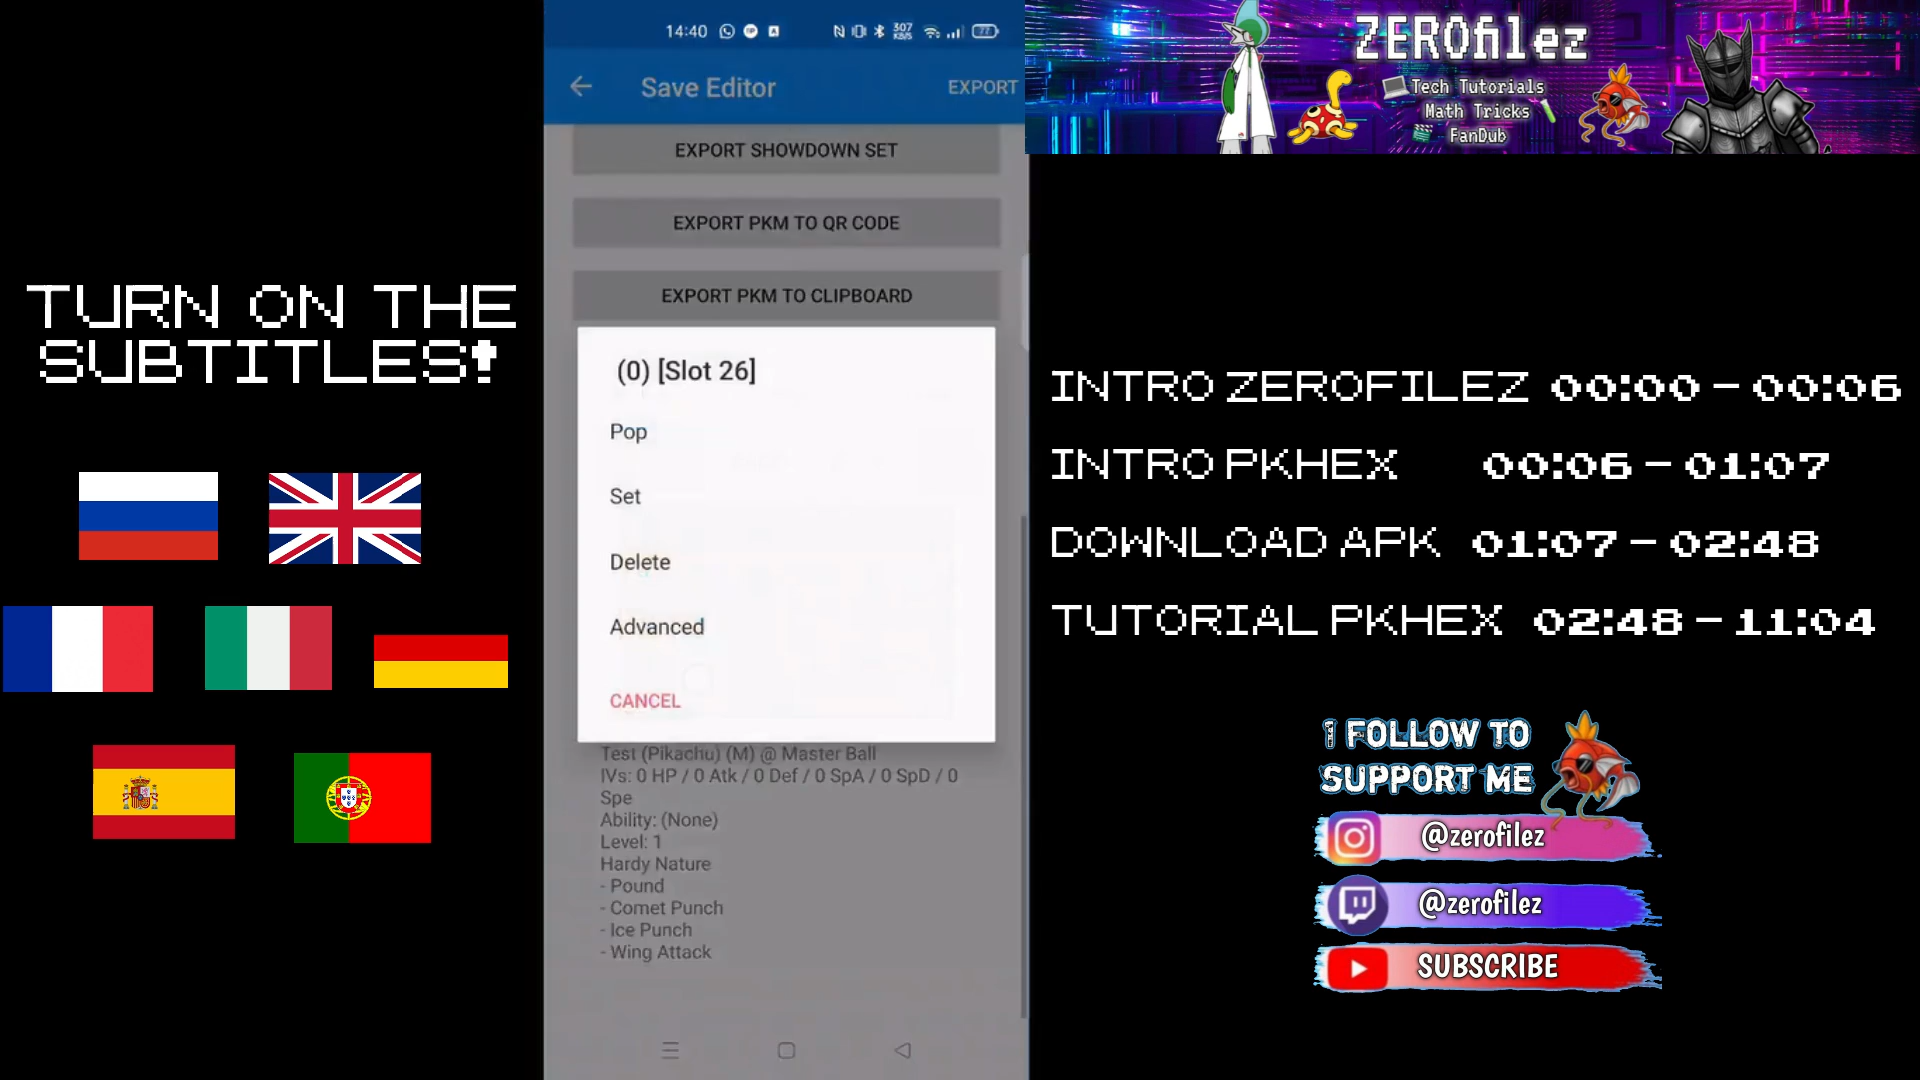 TURN ON THE
SUBTITLES!
14:40
307
KB/S
77
Save Editor
EXPORT
EXPORT SHOWDOWN SET
EXPORT PKM TO QR CODE
EXPORT PKM TO CLIPBOARD
(0) [Slot 26]
Pop
Set
Delete
Advanced
CANCEL
Test (Pikachu) (M) @ Master Ball
IVs: 0 HP / 0 Atk / 0 Def / 0 SpA / 0 SpD / 0
Spe
Ability: (None)
Level: 1
Hardy Nature
- Pound
- Comet Punch
- Ice Punch
- Wing Attack
ZEROfilez
Tech Tutorials
Math Tricks
FanDub
INTRO ZEROFILEZ 00:00 - 00:06
INTRO PKHEX 00:06 - 01:07
DOWNLOAD APK 01:07 - 02:48
TUTORIAL PKHEX 02:48 - 11:04
1 FOLLOW TO
SUPPORT ME
@zerofilez
@zerofilez
SUBSCRIBE